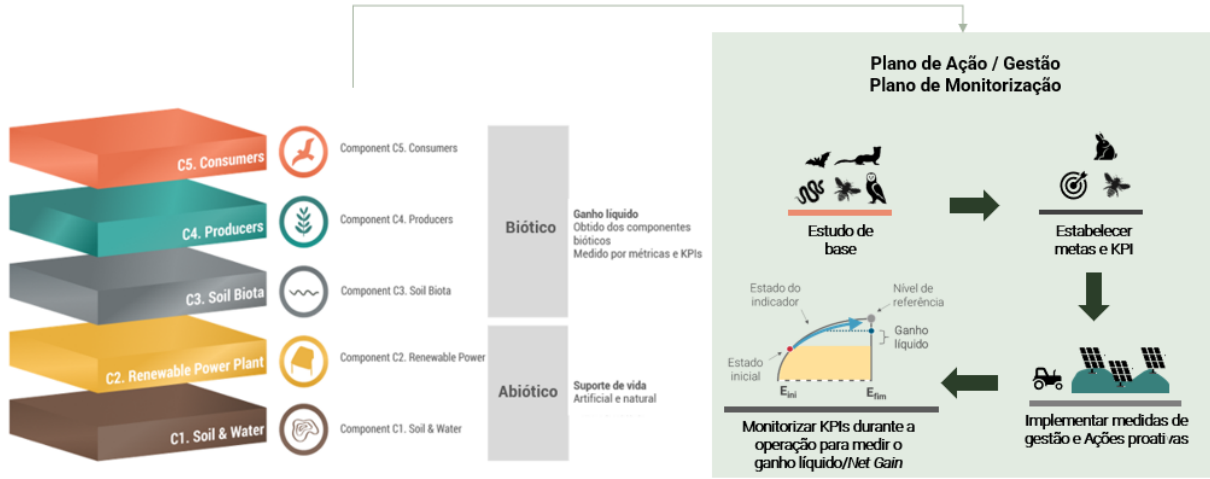 C5. Consumers
C4. Producers
C3. Soil Biota
C2. Renewable Power Plant
C1. Soil & Water
Component C5. Consumers
Component C4. Producers
Component C3. Soil Biota
Component C2. Renewable Power
Component C1. Soil & Water
Biótico
Abiótico
Ganho líquido
Obtido dos componentes
bióticos
Medido por métricas e KPIs
Suporte de vida
Artificial e natural
Plano de Ação / Gestão
Plano de Monitorização
Estudo de
base
Estabelecer
metas e KPI
Estado do
indicador
Nível de
referência
Ganho
líquido
Estado
inicial
Eini
Efim
Monitorizar KPIs durante a
operação para medir o
ganho líquido/Net Gain
Implementar medidas de
gestão e Ações proativas